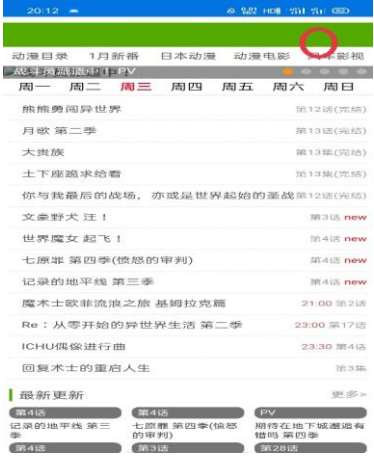 20:12
HD
动漫目录 1月新番 日本动漫 动漫电影
PV
周一 周二 周三 周四 周五 周六 周日
熊熊勇闯异世界 第12话(完结)
月歌 第二季 第13话(完结)
大贵族 第13集(完结)
土下座跪求给看 第13集(完结)
你与我最后的战场，亦或是世界起始的圣战 第12话(完结)
文豪野犬 汪！ 第3话 new
世界魔女 起飞！ 第4话 new
七原罪 第四季(愤怒的审判) 第4话 new
记录的地平线 第三季 第4话 new
魔术士欧菲流浪之旅 基姆拉克篇 21:00 第2话
Re：从零开始的异世界生活 第二季 23:00 第17话
ICHU偶像进行曲 23:30 第4话
回复术士的重启人生 第3集
最新更新 更多>
第4话 第4话 PV
记录的地平线 第三季 七原罪 第四季(愤怒的审判) 期待在地下城邂逅有错吗 第四季
第4话 第3话 第28话